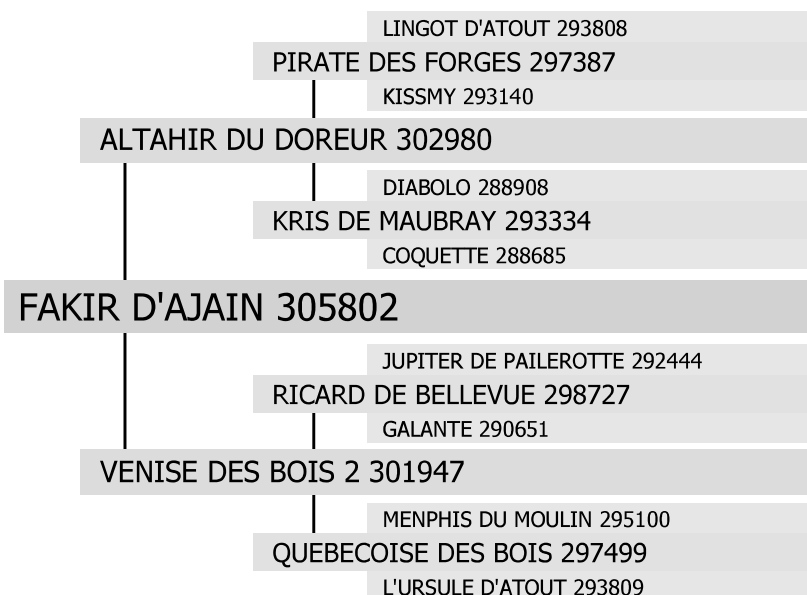 LINGOT D'ATOUT 293808
PIRATE DES FORGES 297387
KISSMY 293140
ALTAHIR DU DOREUR 302980
DIABOLO 288908
KRIS DE MAUBRAY 293334
COQUETTE 288685
FAKIR D'AJAIN 305802
JUPITER DE PAILEROTTE 292444
RICARD DE BELLEVUE 298727
GALANTE 290651
VENISE DES BOIS 2 301947
MENPHIS DU MOULIN 295100
QUEBECOISE DES BOIS 297499
L'URSULE D'ATOUT 293809